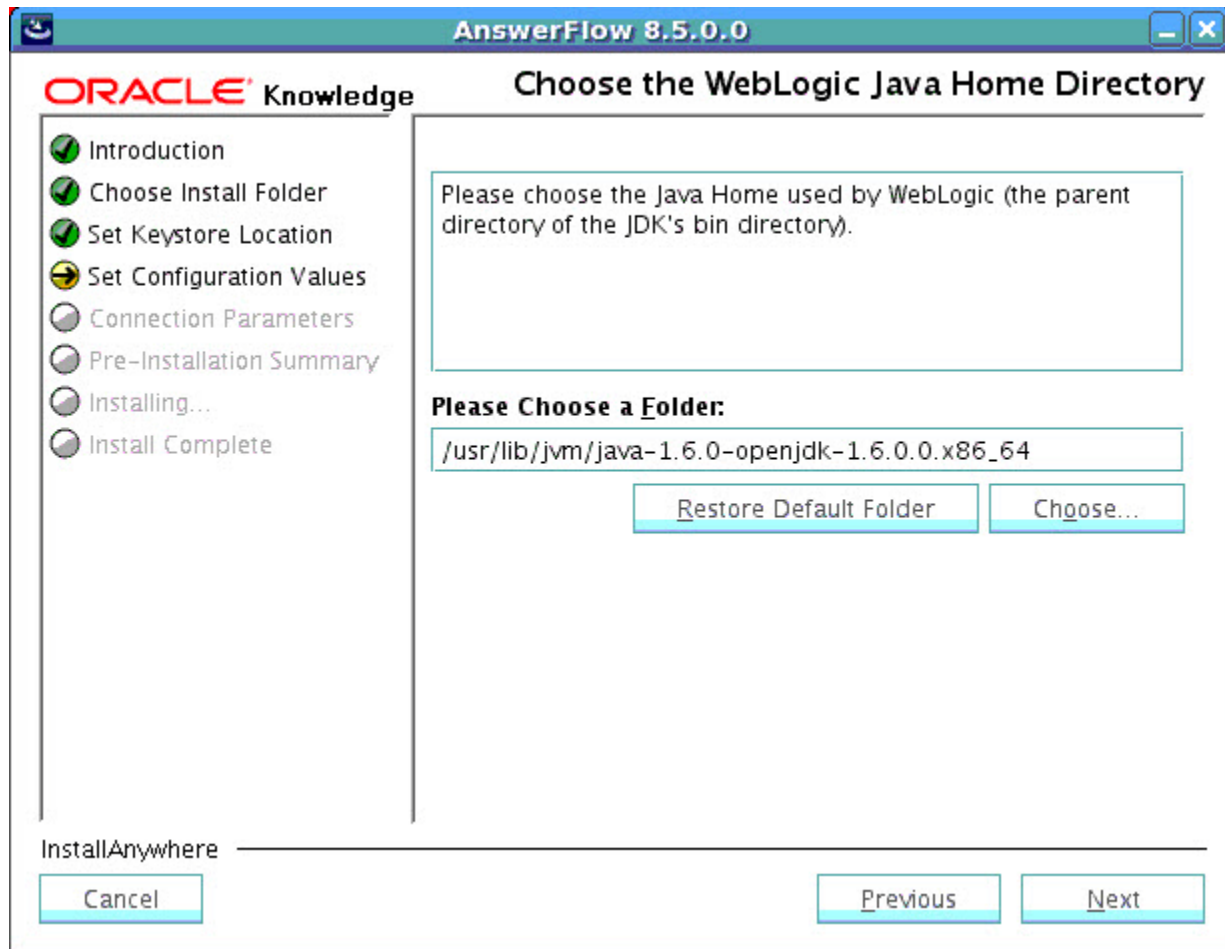 AnswerFlow 8.5.0.0
ORACLE Knowledge
Choose the WebLogic Java Home Directory
Introduction
Choose Install Folder
Set Keystore Location
Set Configuration Values
Connection Parameters
Pre-Installation Summary
Installing...
Install Complete
Please choose the Java Home used by WebLogic (the parent
directory of the JDK's bin directory).
Please Choose a Folder:
/usr/lib/jvm/java-1.6.0-openjdk-1.6.0.0.x86_64
Restore Default Folder
Choose...
InstallAnywhere
Cancel
Previous
Next